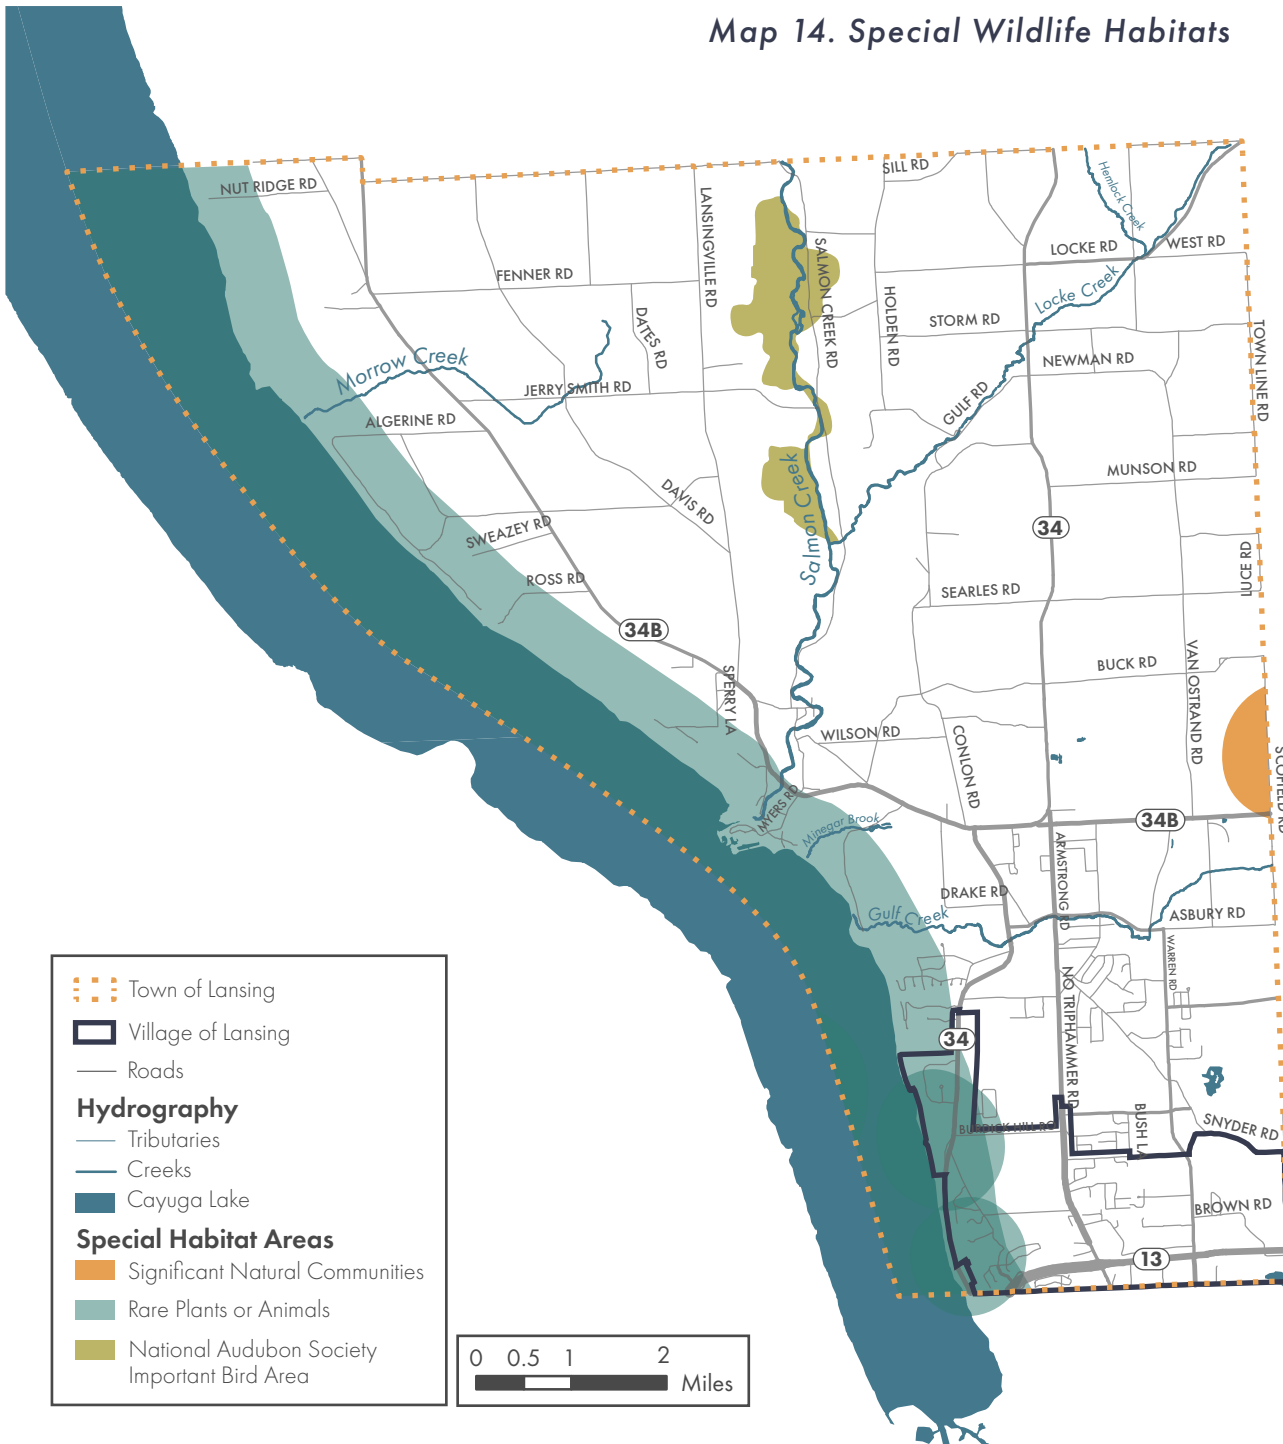 Map 14. Special Wildlife Habitats
NUT RIDGE RD
SILL RD
Hemlock Creek
LANSINGVILLE RD
SALMON CREEK RD
LOCKE RD
WEST RD
FENNER RD
Locke Creek
HOLDEN RD
DATES RD
STORM RD
TOWN LINE RD
Morrow Creek
NEWMAN RD
JERRY SMITH RD
GULF RD
ALGERINE RD
MUNSON RD
Salmon Creek
DAVIS RD
SWEAZEY RD
34
LUCE RD
ROSS RD
SEARLES RD
34B
BUCK RD
VAN OSTRAND RD
SPERRY LA
WILSON RD
CONLON RD
SCOFIELD RD
MYERS RD
Minegar Brook
34B
ARMSTRONG RD
DRAKE RD
Gulf Creek
ASBURY RD
WARREN RD
NO TRIPHAMMER RD
34
BURDICK HILL RD
BUSH LA
SNYDER RD
BROWN RD
13
Town of Lansing
Village of Lansing
Roads
Hydrography
Tributaries
Creeks
Cayuga Lake
Special Habitat Areas
Significant Natural Communities
Rare Plants or Animals
National Audubon Society
Important Bird Area
0 0.5 1 2
Miles